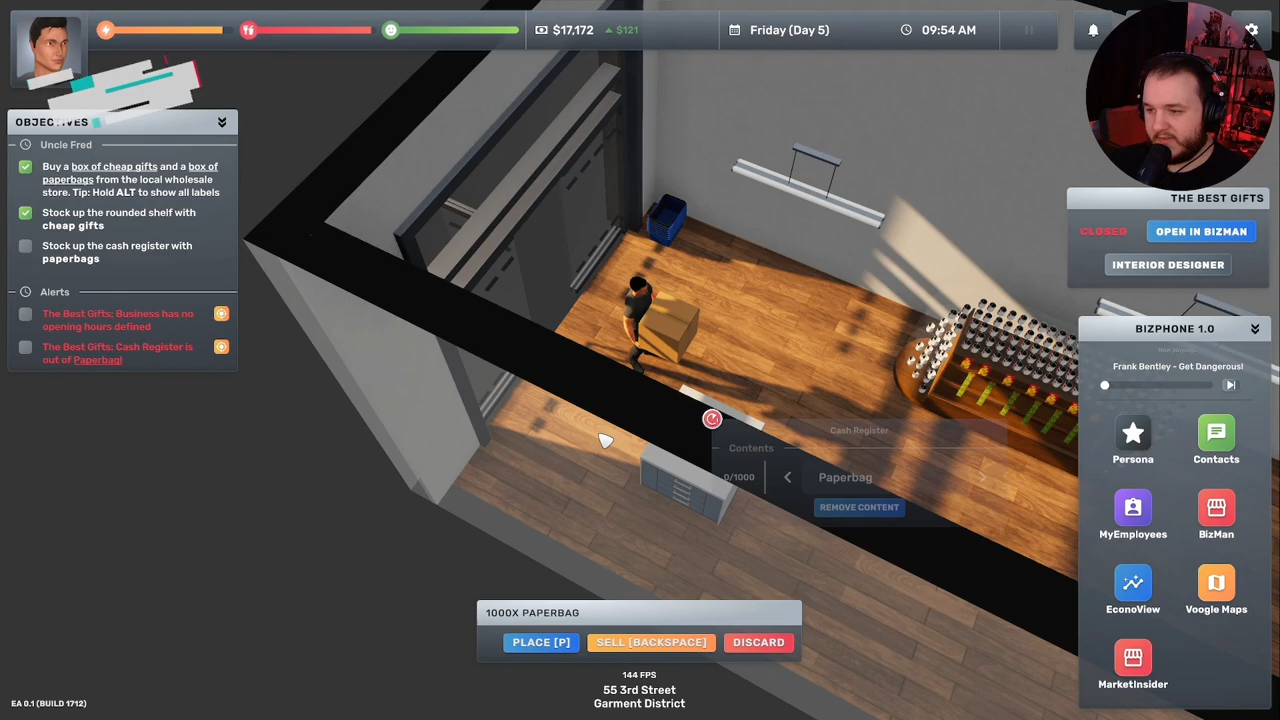 $17,172 ▲ $121
Friday (Day 5)
09:54 AM
OBJECTIVES
Uncle Fred
Buy a box of cheap gifts and a box of
paperbags from the local wholesale
store. Tip: Hold ALT to show all labels
Stock up the rounded shelf with
cheap gifts
Stock up the cash register with
paperbags
Alerts
The Best Gifts: Business has no
opening hours defined
The Best Gifts: Cash Register is
out of Paperbag!
THE BEST GIFTS
CLOSED
OPEN IN BIZMAN
INTERIOR DESIGNER
BIZPHONE 1.0
Frank Bentley - Get Dangerous!
Persona
Contacts
MyEmployees
BizMan
EconoView
Voogle Maps
MarketInsider
Cash Register
Contents
0/1000
Paperbag
REMOVE CONTENT
1000X PAPERBAG
PLACE [P]
SELL [BACKSPACE]
DISCARD
144 FPS
55 3rd Street
Garment District
EA 0.1 (BUILD 1712)